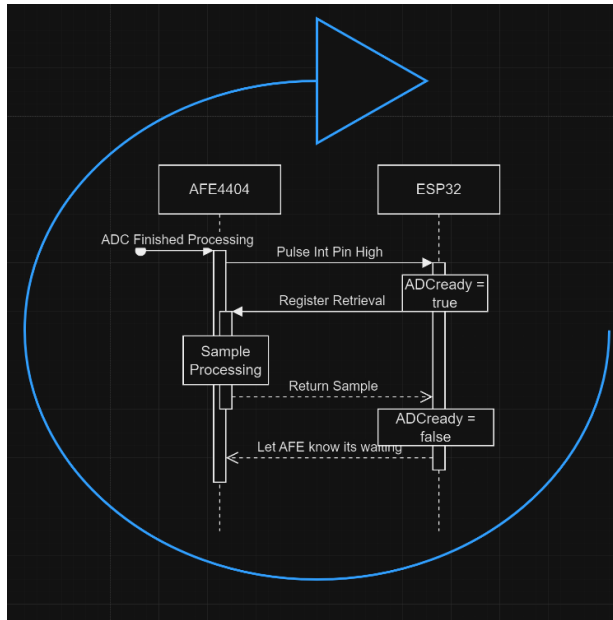 AFE4404
ESP32
ADC Finished Processing
Pulse Int Pin High
ADCready =
true
Register Retrieval
Sample
Processing
Return Sample
ADCready =
false
Let AFE know its waiting